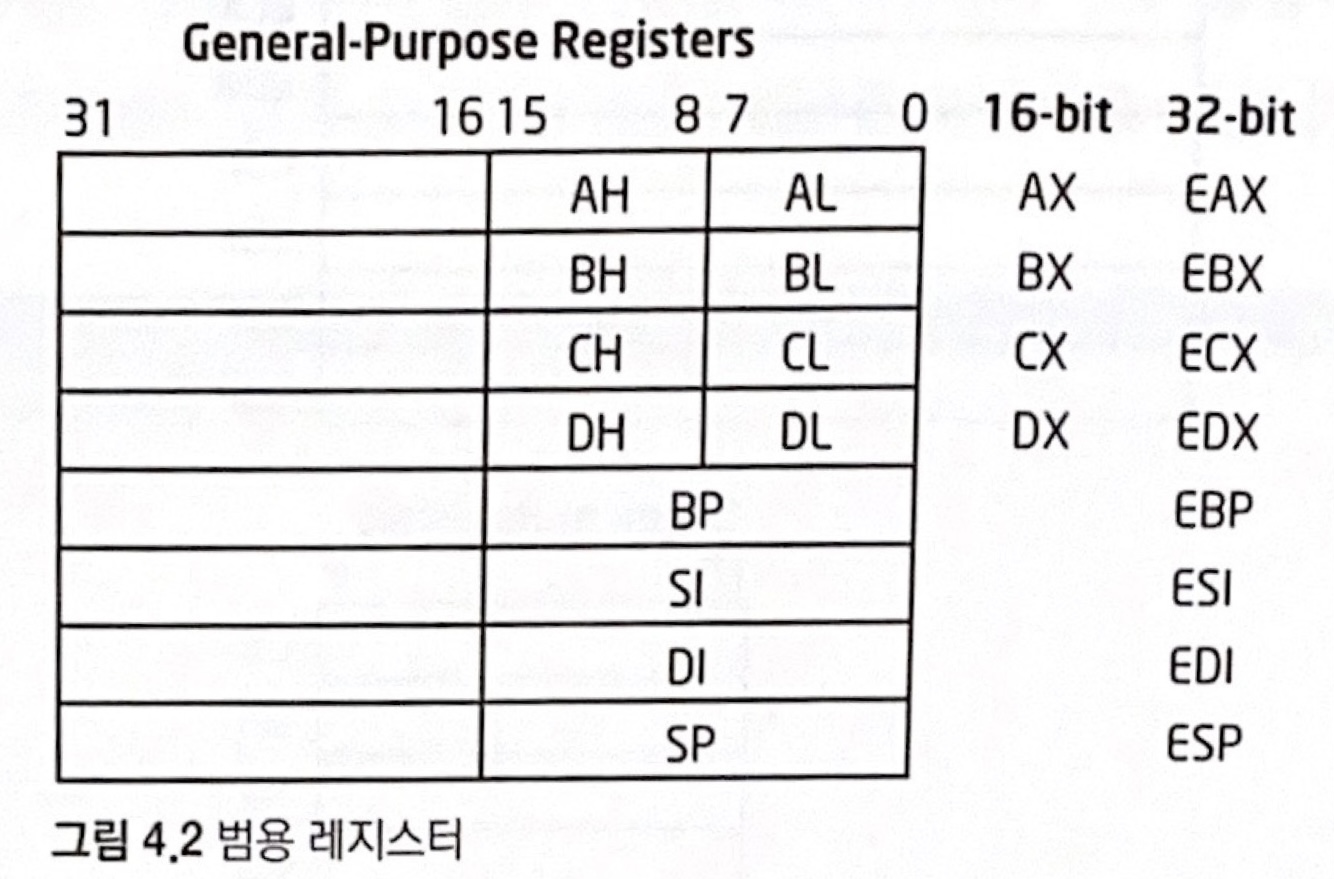 General-Purpose Registers
31 16 15 8 7 0 16-bit 32-bit
AH AL AX EAX
BH BL BX EBX
CH CL CX ECX
DH DL DX EDX
BP EBP
SI ESI
DI EDI
SP ESP
그림 4.2 범용 레지스터